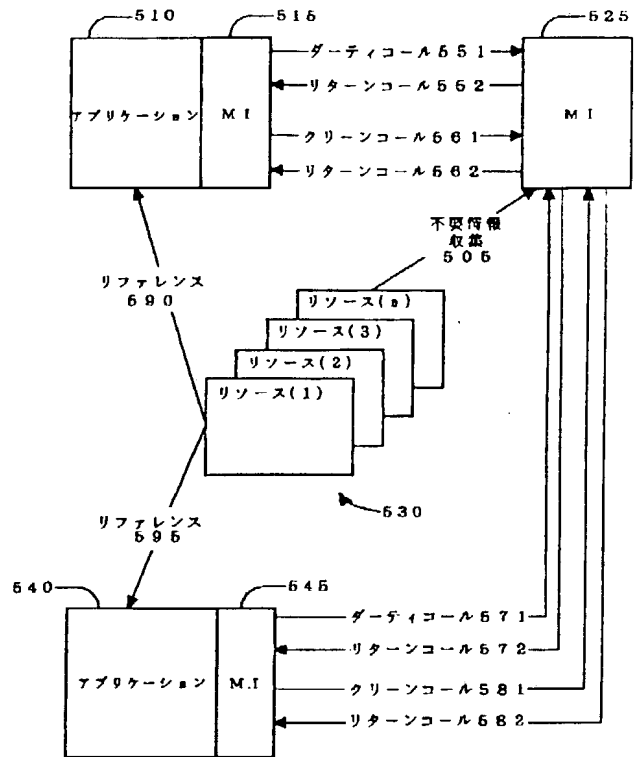 510
515
525
ダーティコール551
リターンコール552
アプリケーション
MI
MI
クリーンコール561
リターンコール562
不要情報
収集
505
リファレンス
590
リソース(n)
リソース(3)
リソース(2)
リソース(1)
530
リファレンス
595
540
545
ダーティコール571
リターンコール572
アプリケーション
M.I
クリーンコール581
リターンコール582